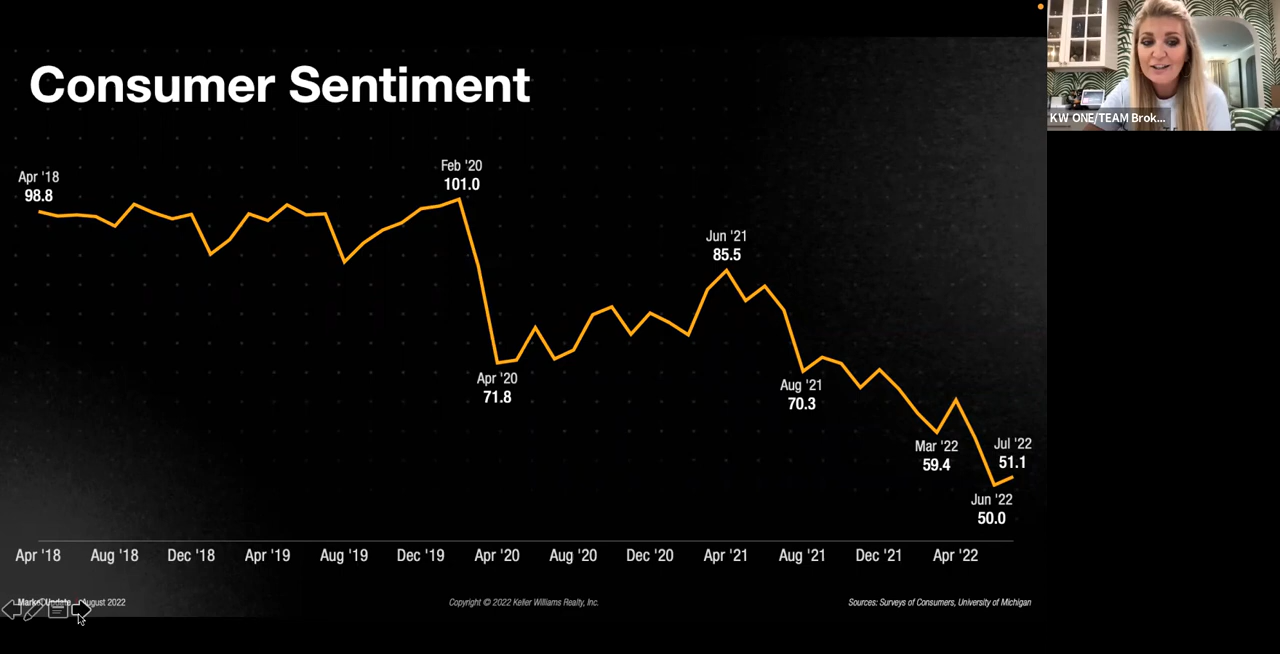 Consumer Sentiment
KW ONE/TEAM Brok...
Apr '18
98.8
Feb '20
101.0
Jun '21
85.5
Apr '20
71.8
Aug '21
70.3
Mar '22
59.4
Jul '22
51.1
Jun '22
50.0
Apr '18 Aug '18 Dec '18 Apr '19 Aug '19 Dec '19 Apr '20 Aug '20 Dec '20 Apr '21 Aug '21 Dec '21 Apr '22
Market Update August 2022
Copyright © 2022 Keller Williams Realty, Inc.
Sources: Surveys of Consumers, University of Michigan